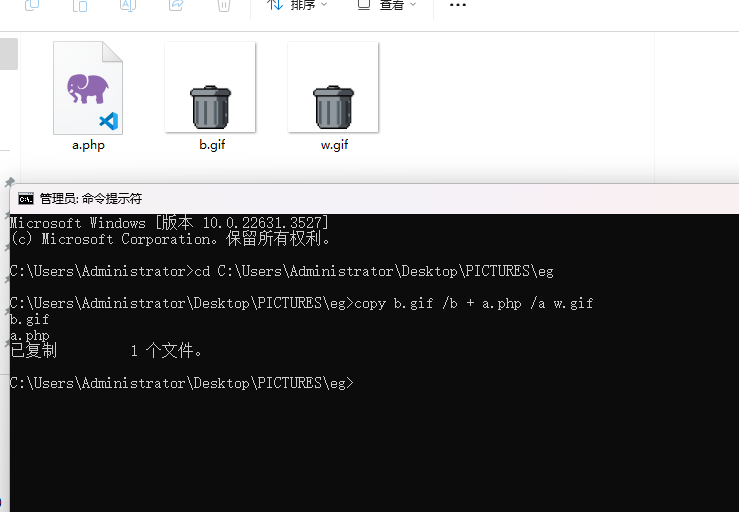 排序
查看
a.php
b.gif
w.gif
管理员: 命令提示符
Microsoft Windows [版本 10.0.22631.3527]
(c) Microsoft Corporation。保留所有权利。
C:\Users\Administrator>cd C:\Users\Administrator\Desktop\PICTURES\eg
C:\Users\Administrator\Desktop\PICTURES\eg>copy b.gif /b + a.php /a w.gif
b.gif
a.php
已复制         1 个文件。
C:\Users\Administrator\Desktop\PICTURES\eg>